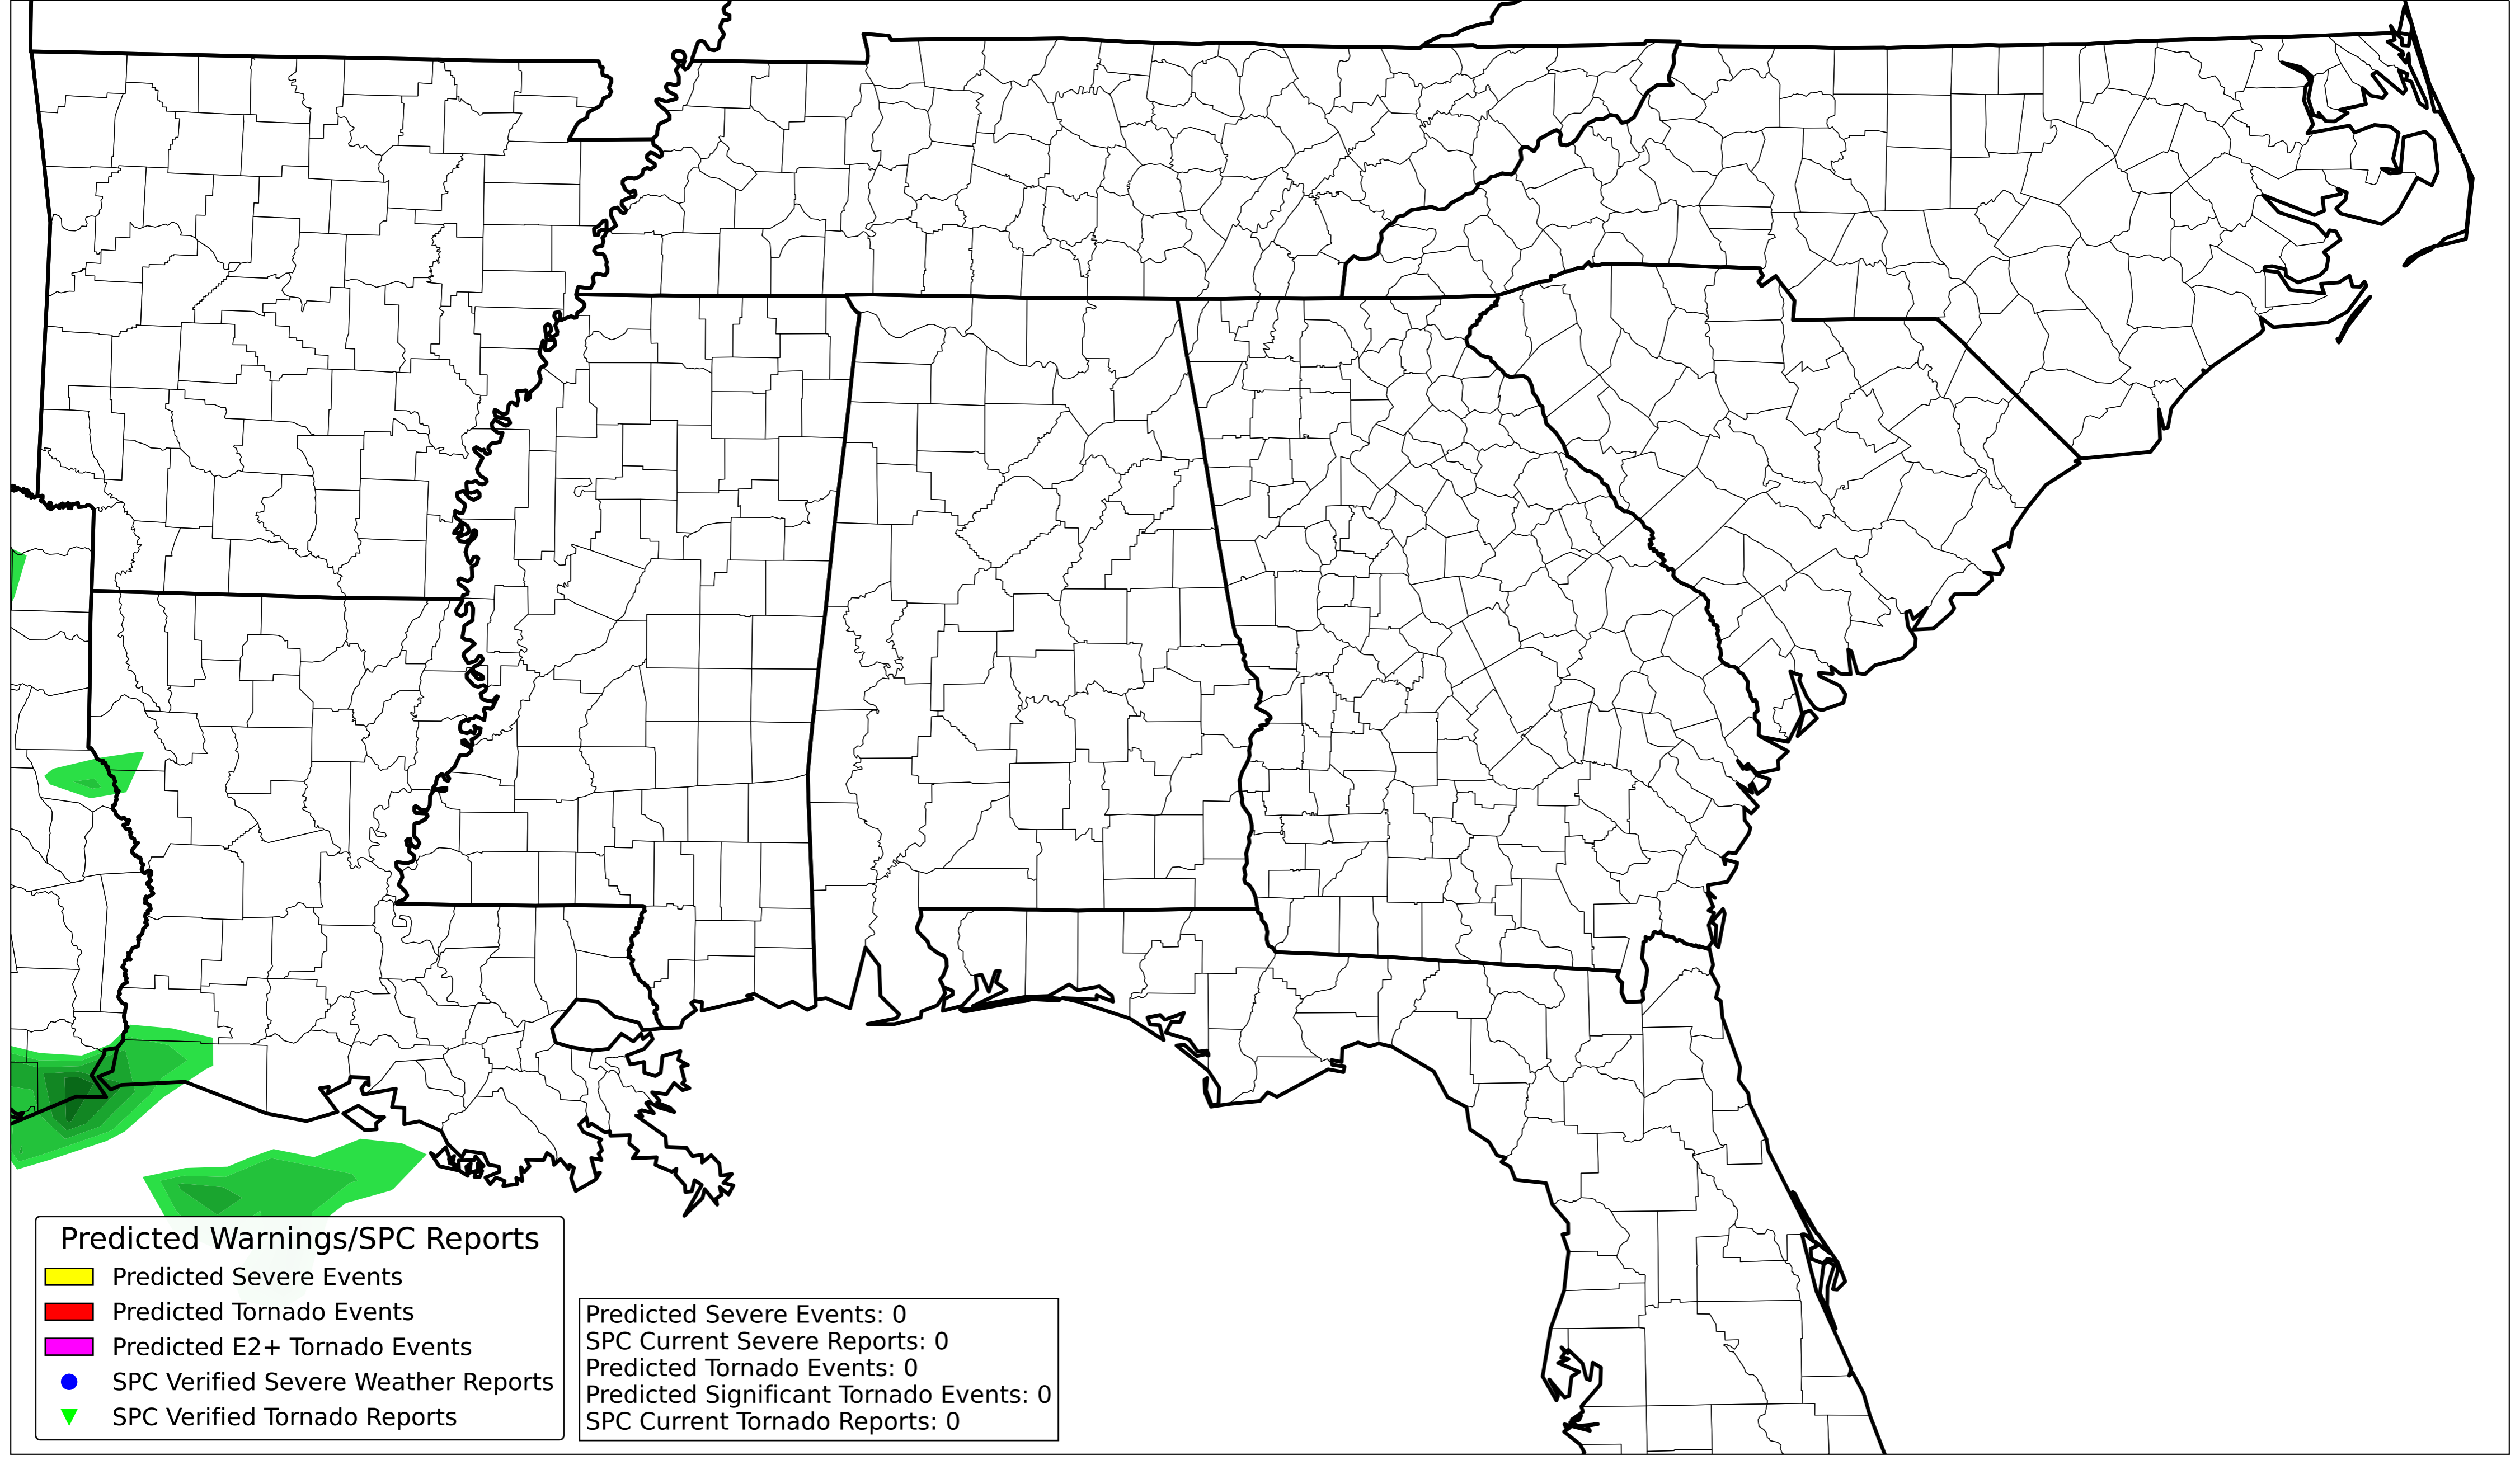 Predicted Warnings/SPC Reports
Predicted Severe Events
Predicted Tornado Events
Predicted E2+ Tornado Events
SPC Verified Severe Weather Reports
SPC Verified Tornado Reports
Predicted Severe Events: 0
SPC Current Severe Reports: 0
Predicted Tornado Events: 0
Predicted Significant Tornado Events: 0
SPC Current Tornado Reports: 0